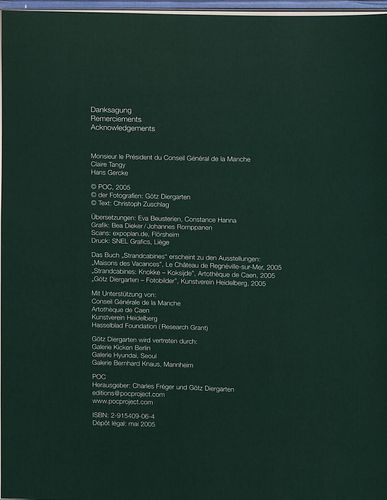 Danksagung
Remerciements
Acknowledgements
Monsieur le Président du Conseil Général de la Manche
Claire Tangy
Hans Gercke
© POC, 2005
© der Fotografien: Götz Diergarten
© Text: Christoph Zuschlag
Übersetzungen: Eva Beusterien, Constance Hanna
Grafik: Bea Dieker / Johannes Romppanen
Scans: expoplan.de, Flörsheim
Druck: SNEL Grafics, Liège
Das Buch „Strandcabines“ erscheint zu den Ausstellungen:
„Maisons des Vacances“, Le Château de Regnéville-sur-Mer, 2005
„Strandcabines: Knokke – Koksijde“, Artothèque de Caen, 2005
„Götz Diergarten – Fotobilder“, Kunstverein Heidelberg, 2005
Mit Unterstützung von:
Conseil Générale de la Manche
Artothèque de Caen
Kunstverein Heidelberg
Hasselblad Foundation (Research Grant)
Götz Diergarten wird vertreten durch:
Galerie Kicken Berlin
Galerie Hyundai, Seoul
Galerie Bernhard Knaus, Mannheim
POC
Herausgeber: Charles Fréger und Götz Diergarten
editions@pocproject.com
www.pocproject.com
ISBN: 2-915409-06-4
Dépôt légal: mai 2005